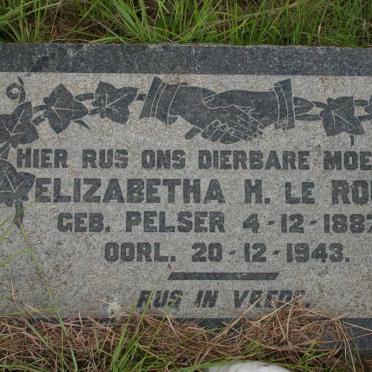 HIER RUS ONS DIERBARE MOE
ELIZABETHA H. LE RO
GEB. PELSER 4-12-188
OORL. 20-12-1943.
RUS IN VREDE.